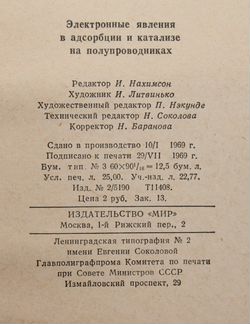 Электронные явления
в адсорбции и катализе
на полупроводниках
Редактор И. Нахимсон
Художник И. Литвинько
Художественный редактор П. Нэкунде
Технический редактор Н. Соколова
Корректор Н. Баранова
Сдано в производство 10/I 1969 г.
Подписано к печати 29/VII 1969 г.
Бум. тип. № 3 60×90¹/₁₆=12,5 бум. л.
Усл. печ. л. 25,00. Уч.-изд. л. 22,77.
Изд. № 2/5190 Т11408.
Цена 2 руб. Зак. 13.
ИЗДАТЕЛЬСТВО «МИР»
Москва, 1-й Рижский пер., 2
Ленинградская типография № 2
имени Евгении Соколовой
Главполиграфпрома Комитета по печати
при Совете Министров СССР
Измайловский проспект, 29